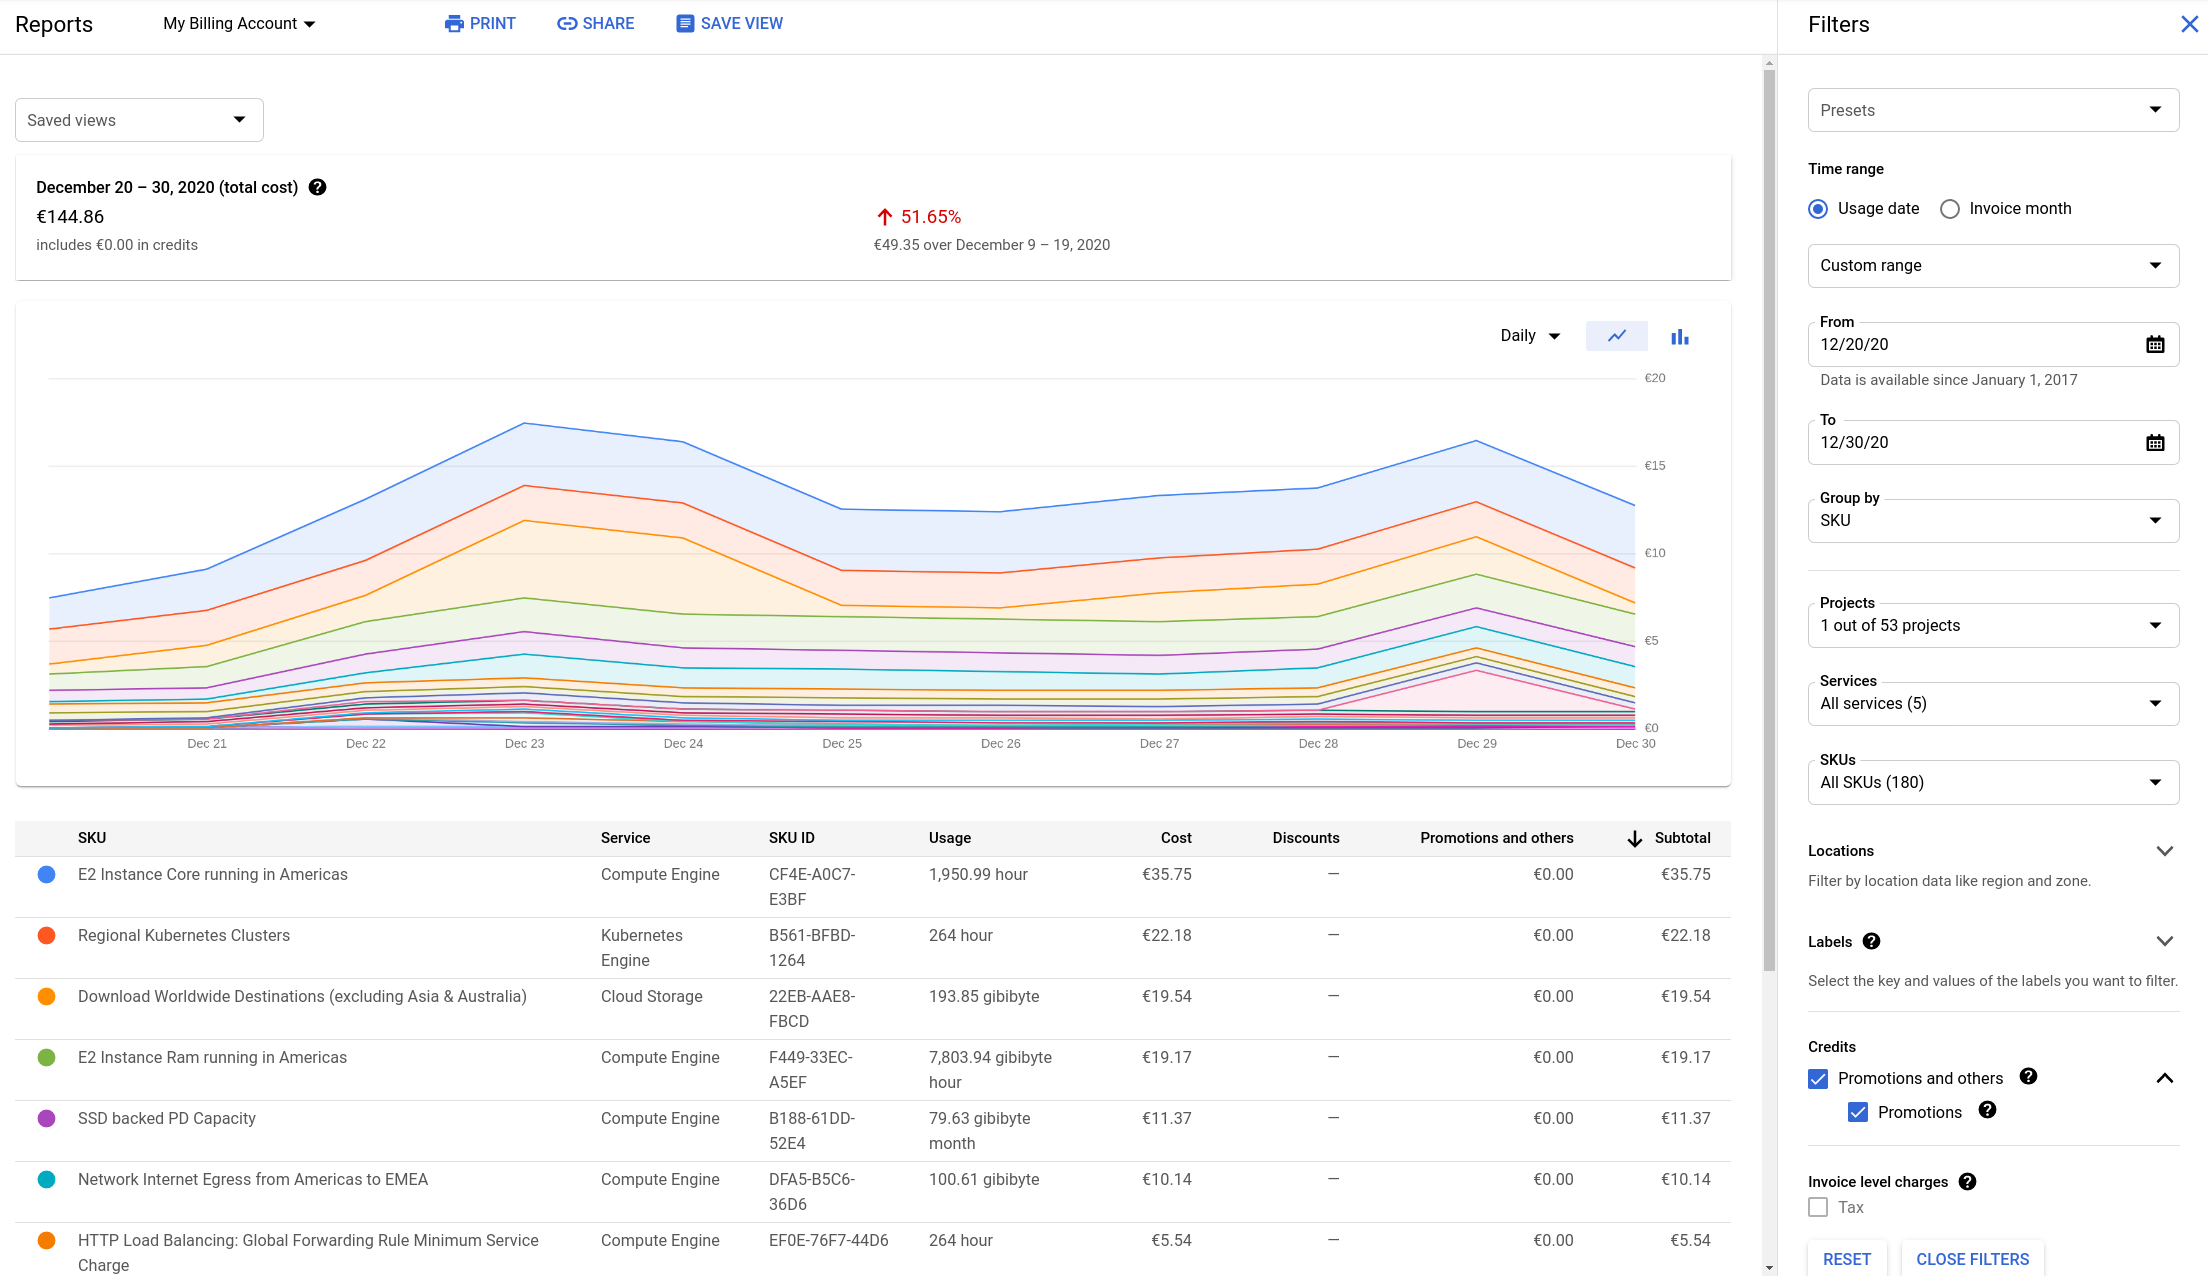 Reports
My Billing Account
PRINT
SHARE
SAVE VIEW
Saved views
December 20 – 30, 2020 (total cost)
€144.86
includes €0.00 in credits
51.65%
€49.35 over December 9 – 19, 2020
Daily
€20
€15
€10
€5
€0
Dec 21 Dec 22 Dec 23 Dec 24 Dec 25 Dec 26 Dec 27 Dec 28 Dec 29 Dec 30
SKU Service SKU ID Usage Cost Discounts Promotions and others Subtotal
E2 Instance Core running in Americas Compute Engine CF4E-A0C7- 1,950.99 hour €35.75 — €0.00 €35.75
E3BF
Regional Kubernetes Clusters Kubernetes B561-BFBD- 264 hour €22.18 — €0.00 €22.18
Engine 1264
Download Worldwide Destinations (excluding Asia & Australia) Cloud Storage 22EB-AAE8- 193.85 gibibyte €19.54 — €0.00 €19.54
FBCD
E2 Instance Ram running in Americas Compute Engine F449-33EC- 7,803.94 gibibyte €19.17 — €0.00 €19.17
A5EF hour
SSD backed PD Capacity Compute Engine B188-61DD- 79.63 gibibyte €11.37 — €0.00 €11.37
52E4 month
Network Internet Egress from Americas to EMEA Compute Engine DFA5-B5C6- 100.61 gibibyte €10.14 — €0.00 €10.14
36D6
HTTP Load Balancing: Global Forwarding Rule Minimum Service Compute Engine EF0E-76F7-44D6 264 hour €5.54 — €0.00 €5.54
Charge
Filters
Presets
Time range
Usage date Invoice month
Custom range
From
12/20/20
Data is available since January 1, 2017
To
12/30/20
Group by
SKU
Projects
1 out of 53 projects
Services
All services (5)
SKUs
All SKUs (180)
Locations
Filter by location data like region and zone.
Labels
Select the key and values of the labels you want to filter.
Credits
Promotions and others
Promotions
Invoice level charges
Tax
RESET
CLOSE FILTERS